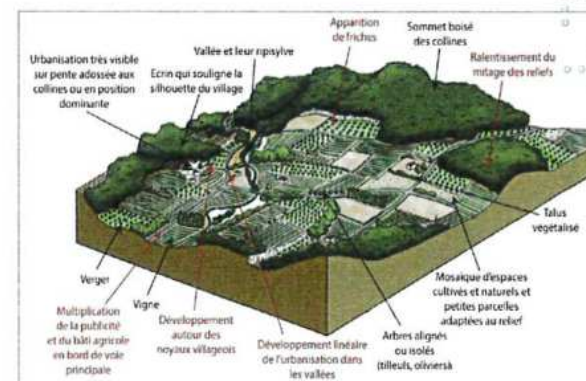 Apparition
de friches
Sommet boisé
des collines
Vallée et leur ripisylve
Urbanisation très visible
sur pente adossée aux
collines ou en position
dominante
Ecrin qui souligne la
silhouette du village
Ralentissement du
mitage des reliefs
Talus
végétalisé
Verger
Vigne
Multiplication
de la publicité
et du bâti agricole
en bord de voie
principale
Développement
autour des
noyaux villageois
Développement linéaire
de l'urbanisation dans
les vallées
Arbres alignés
ou isolés
(tilleuls, oliviersà
Mosaïque d'espaces
cultivés et naturels et
petites parcelles
adaptées au relief